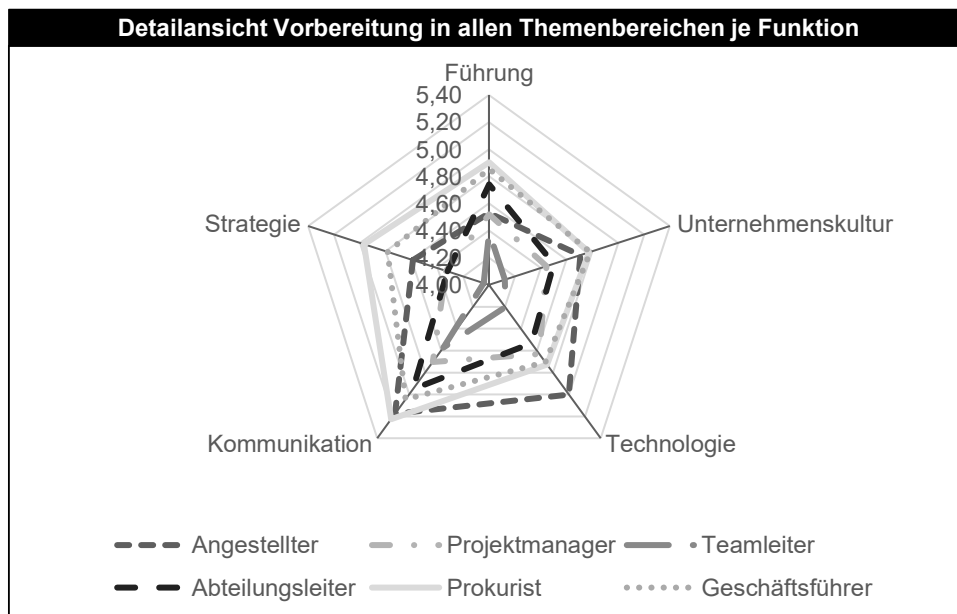 Detailansicht Vorbereitung in allen Themenbereichen je Funktion
Führung
5,40
5,20
5,00
4,80
4,60
4,40
4,20
4,00
Strategie
Unternehmenskultur
Kommunikation
Technologie
Angestellter
Projektmanager
Teamleiter
Abteilungsleiter
Prokurist
Geschäftsführer